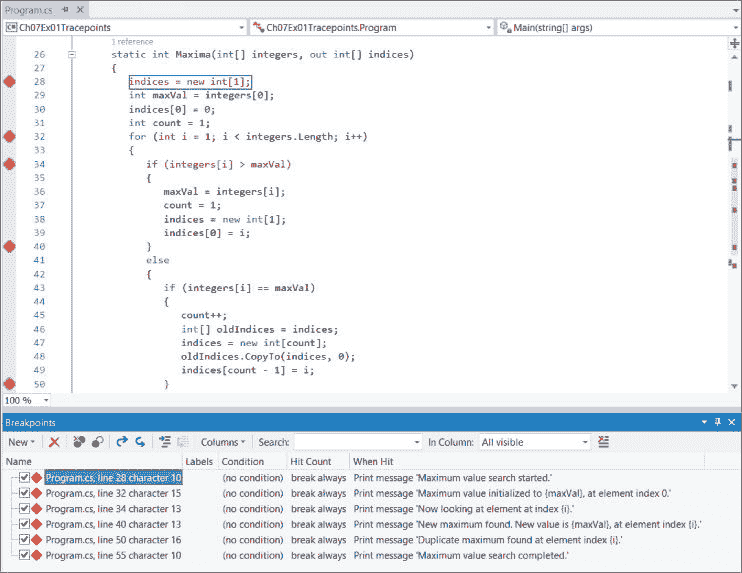 Program.cs
Ch07Ex01Tracepoints Ch07Ex01Tracepoints.Program Main(string[] args)
1 reference
26 static int Maxima(int[] integers, out int[] indices)
27 {
28 indices = new int[1];
29 int maxVal = integers[0];
30 indices[0] = 0;
31 int count = 1;
32 for (int i = 1; i < integers.Length; i++)
33 {
34 if (integers[i] > maxVal)
35 {
36 maxVal = integers[i];
37 count = 1;
38 indices = new int[1];
39 indices[0] = i;
40 }
41 else
42 {
43 if (integers[i] == maxVal)
44 {
45 count++;
46 int[] oldIndices = indices;
47 indices = new int[count];
48 oldIndices.CopyTo(indices, 0);
49 indices[count - 1] = i;
50 }
100 %
Breakpoints
New Columns Search: In Column: All visible
Name Labels Condition Hit Count When Hit
Program.cs, line 28 character 10 (no condition) break always Print message 'Maximum value search started.'
Program.cs, line 32 character 15 (no condition) break always Print message 'Maximum value initialized to {maxVal}, at element index 0.'
Program.cs, line 34 character 13 (no condition) break always Print message 'Now looking at element at index {i}.'
Program.cs, line 40 character 13 (no condition) break always Print message 'New maximum found. New value is {maxVal}, at element index {i}.'
Program.cs, line 50 character 16 (no condition) break always Print message 'Duplicate maximum found at element index {i}.'
Program.cs, line 55 character 10 (no condition) break always Print message 'Maximum value search completed.'